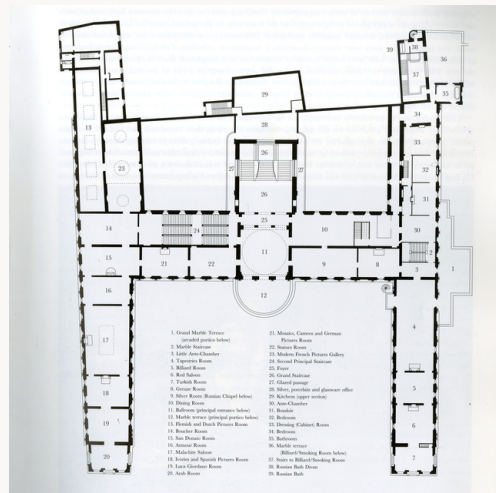 39
38
36
37
35
29
13
34
28
33
23
26
32
27
27
26
31
14
24
25
10
30
2
15
21
22
11
9
8
3
1
16
12
4
17
5
18
6
19
20
7
1. Grand Marble Terrace
(arcaded portico below)
2. Marble Staircase
3. Little Ante-Chamber
4. Tapestries Room
5. Billiard Room
6. Red Saloon
7. Turkish Room
8. Greuze Room
9. Silver Room (Russian Chapel below)
10. Dining Room
11. Ballroom (principal entrance below)
12. Marble terrace (principal portico below)
13. Flemish and Dutch Pictures Room
14. Boucher Room
15. San Donato Room
16. Room
17. Malachite Saloon
18. Ivories and Spanish Pictures Room
19. Luca Giordano Room
20. Arab Room
21. Mosaics, Cameos and German
Pictures Room
22. Statues Room
23. Modern French Pictures Gallery
24. Second Principal Staircase
25. Foyer
26. Grand Staircase
27. Glazed passage
28. Silver, porcelain and glassware office
29. Kitchens (upper section)
30. Ante-Chamber
31. Boudoir
32. Bedroom
33. Dressing (Cabinet) Room
34. Bedroom
35. Bathroom
36. Marble terrace
(Billiard/Smoking Room below)
37. Stairs to Billiard/Smoking Room
38. Russian Bath Divan
39. Russian Bath